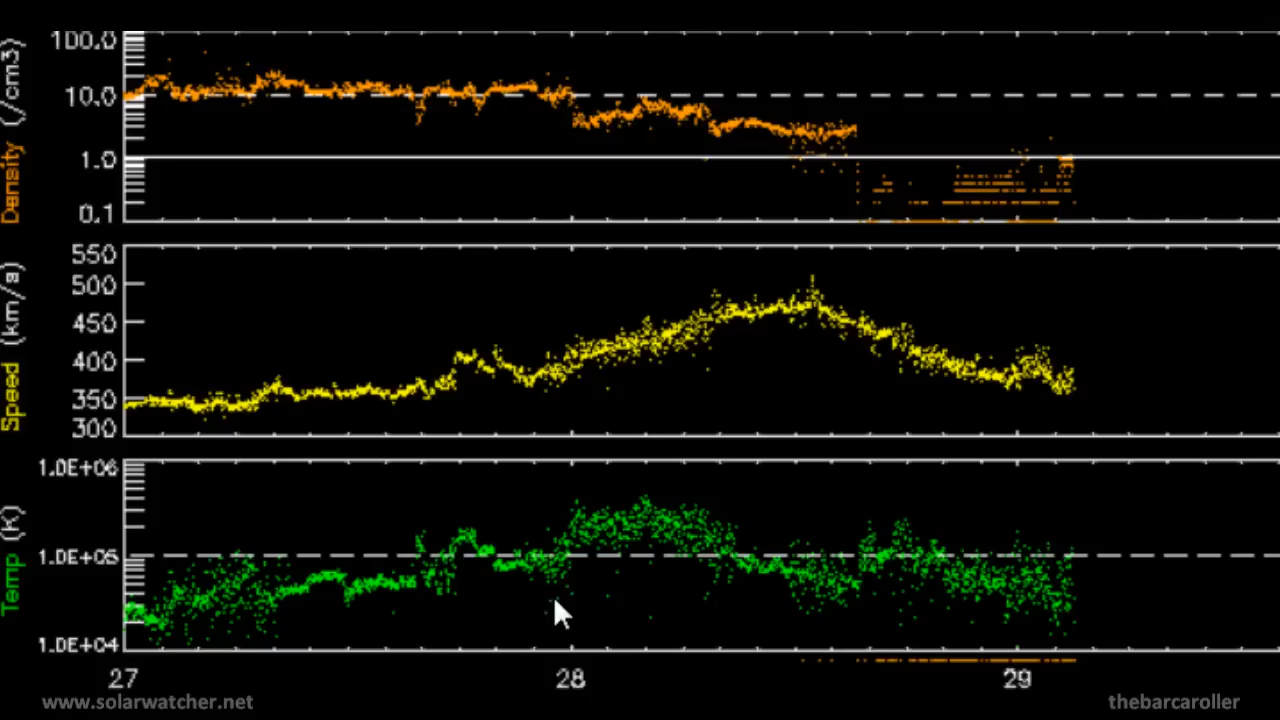 100.0
10.0
1.0
0.1
Density (/cm3)
550
500
450
400
350
300
Speed (km/s)
1.0E+06
1.0E+05
1.0E+04
Temp (K)
27 28 29
www.solarwatcher.net thebarcaroller